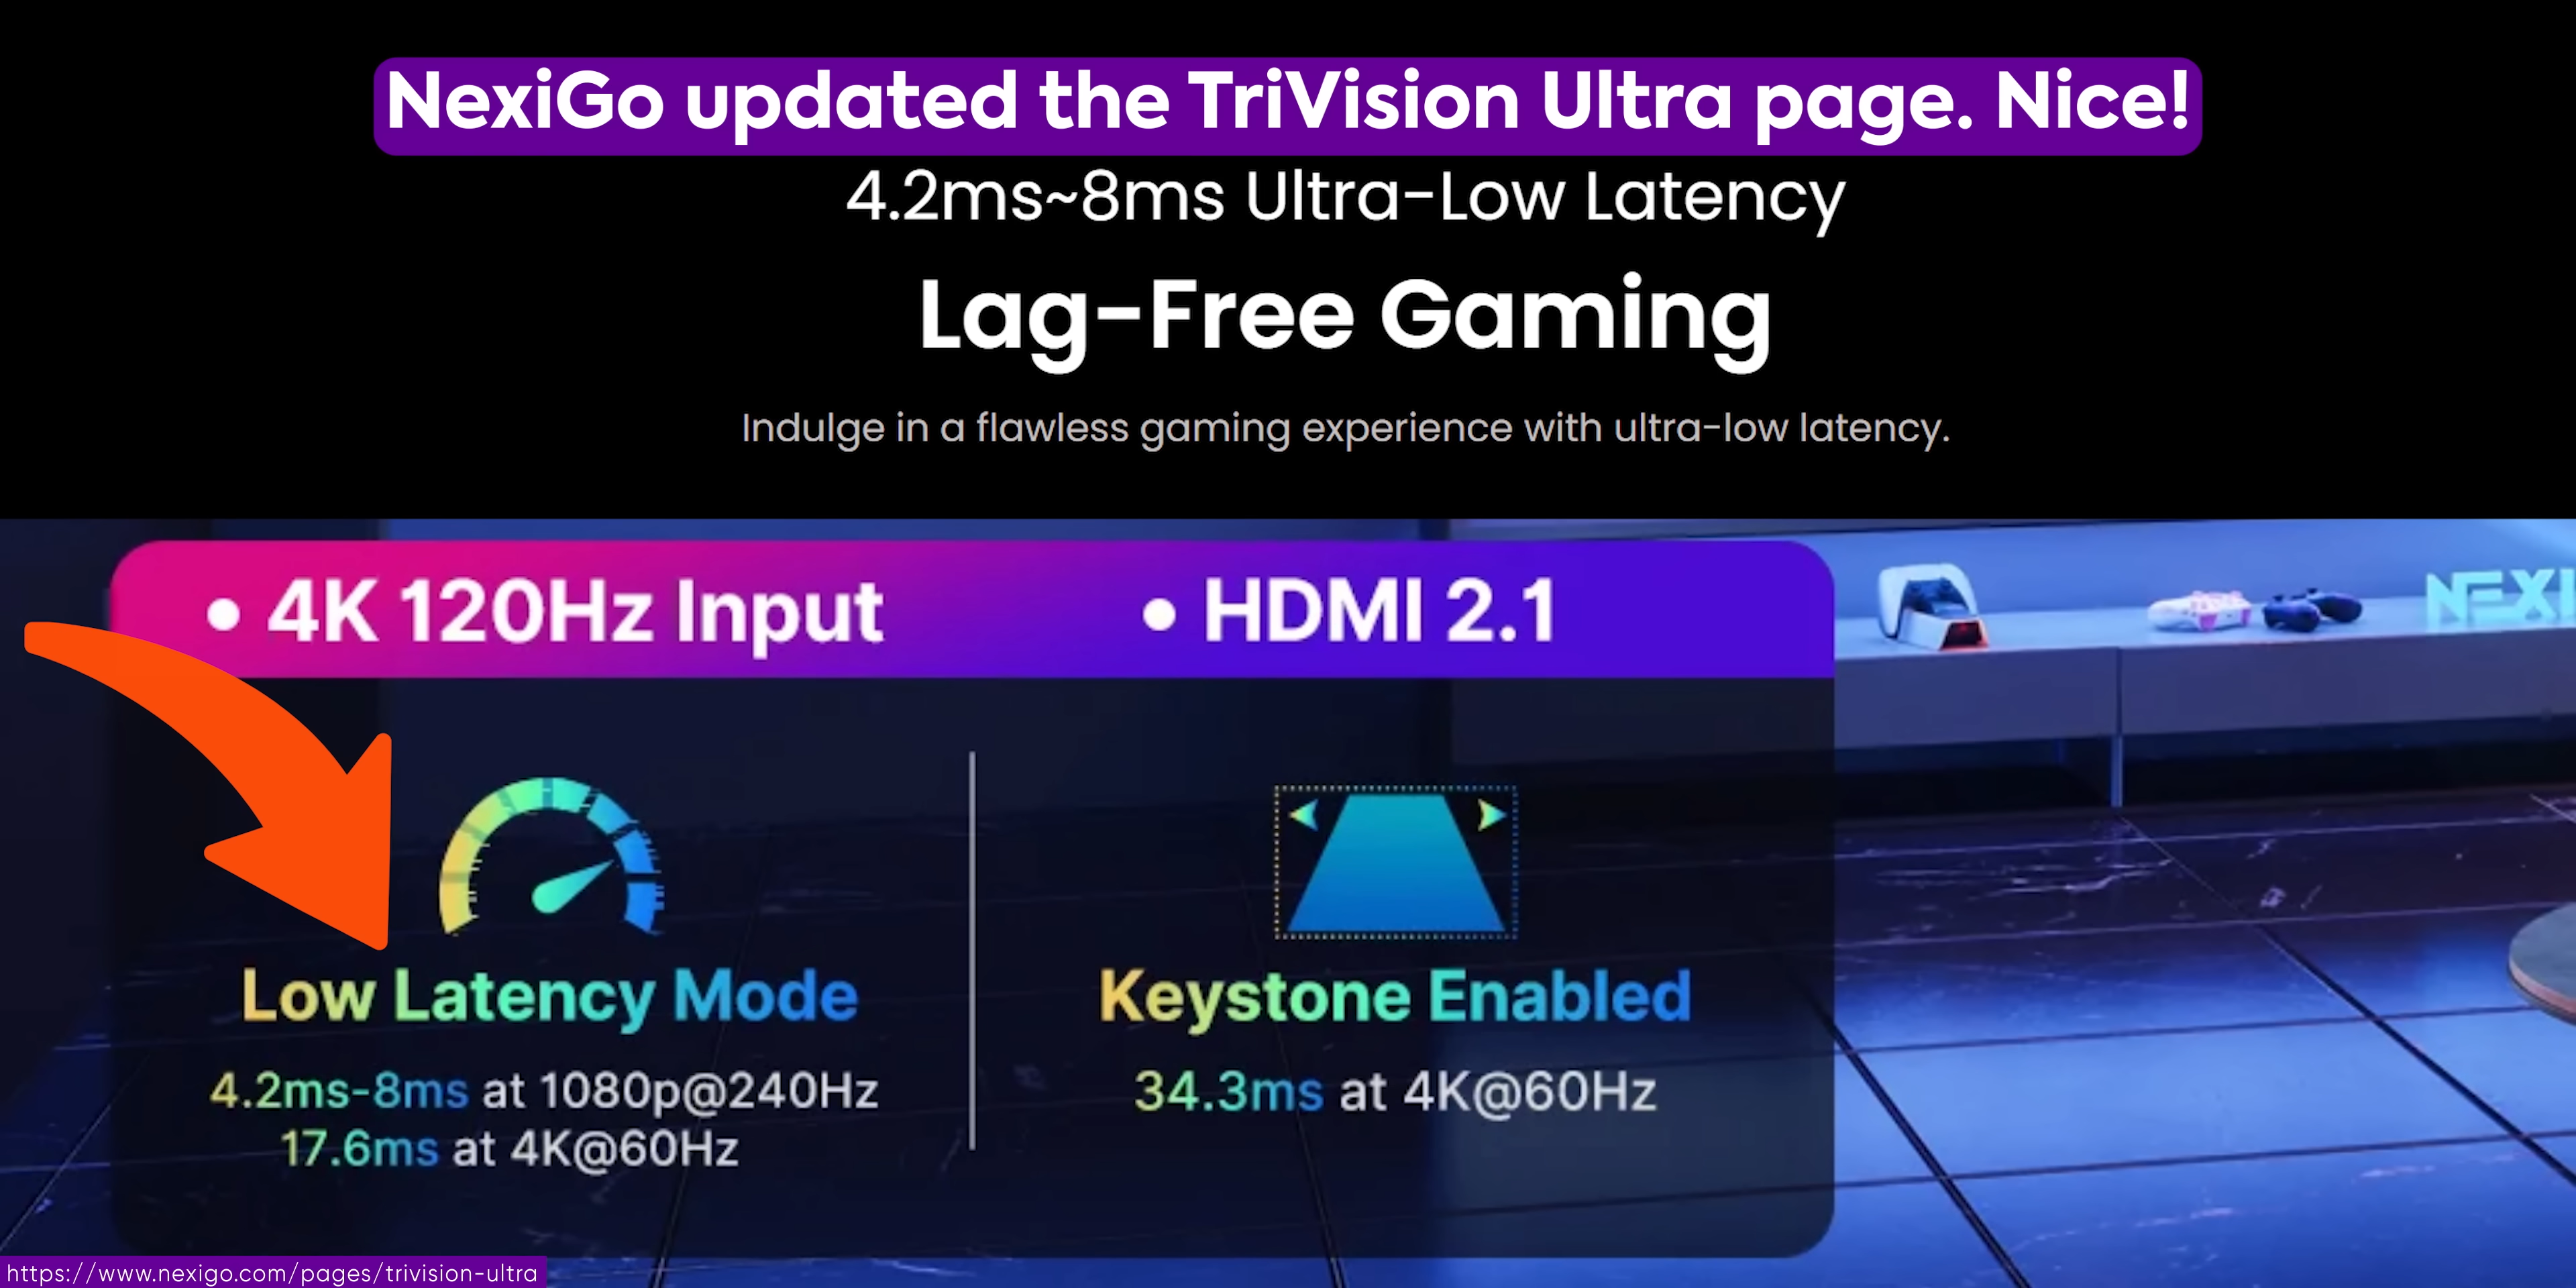 NexiGo updated the TriVision Ultra page. Nice!
4.2ms~8ms Ultra-Low Latency
Lag-Free Gaming
Indulge in a flawless gaming experience with ultra-low latency.
• 4K 120Hz Input
• HDMI 2.1
NEXI
Low Latency Mode
4.2ms-8ms at 1080p@240Hz
17.6ms at 4K@60Hz
Keystone Enabled
34.3ms at 4K@60Hz
https://www.nexigo.com/pages/trivision-ultra